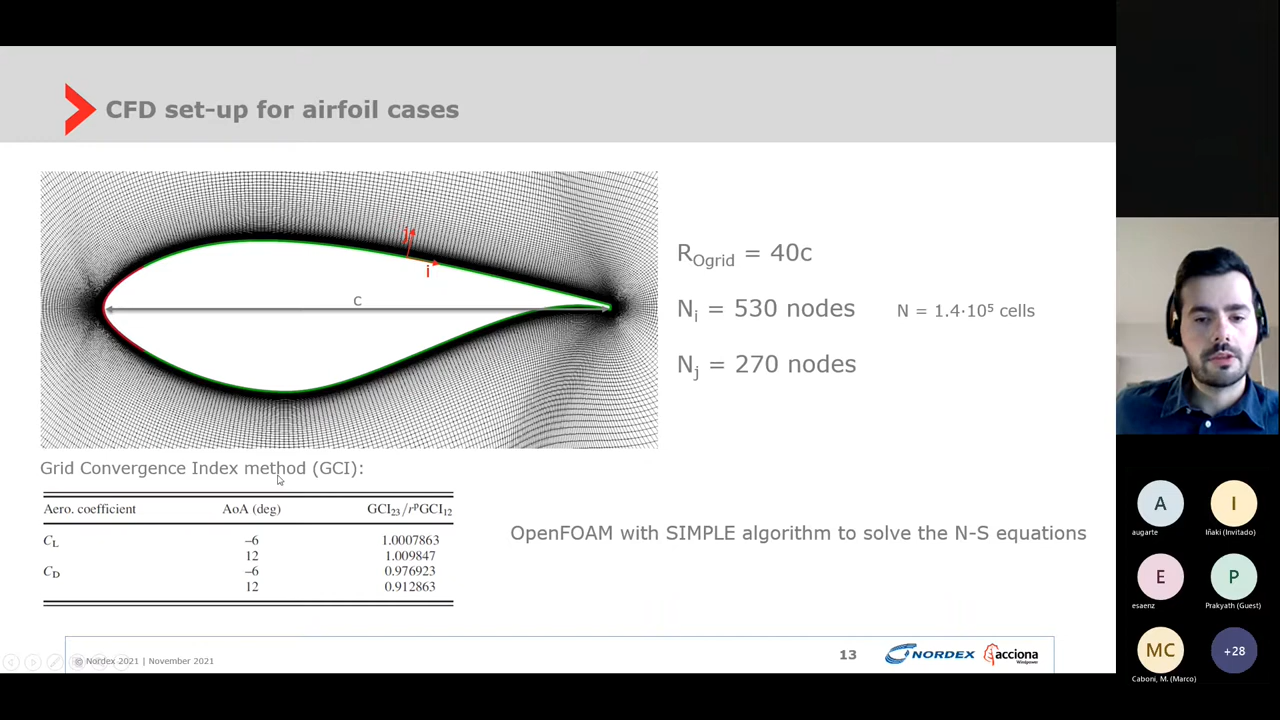 CFD set-up for airfoil cases
j
i
c
R_Ogrid = 40c
N_i = 530 nodes
N = 1.4·10⁵ cells
N_j = 270 nodes
Grid Convergence Index method (GCI):
Aero. coefficient AoA (deg) GCI₂₃/rᵖGCI₁₂
C_L –6 1.0007863
12 1.009847
C_D –6 0.976923
12 0.912863
OpenFOAM with SIMPLE algorithm to solve the N-S equations
© Nordex 2021 | November 2021
13
NORDEX
acciona
Windpower
A
I
augarte
Iñaki (Invitado)
E
P
esaenz
Prakyath (Guest)
MC
+28
Caboni, M. (Marco)